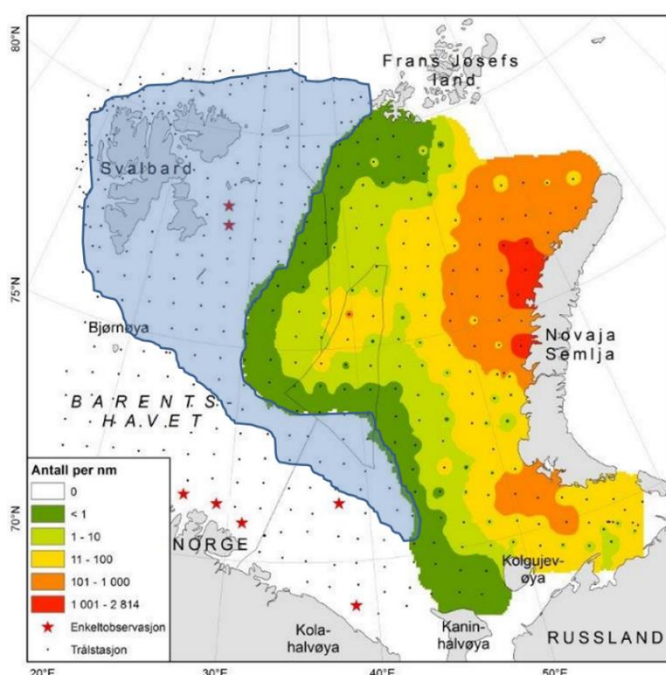 80°N
Frans Josefs
land
Svalbard
75°N
Bjørnøya
Novaja
Semlja
BARENTS-
HAVET
Antall per nm
0
< 1
1 - 10
11 - 100
101 - 1 000
1 001 - 2 814
Enkeltobservasjon
Trålstasjon
70°N
NORGE
Kolgujev-
øya
Kola-
halvøya
Kanin-
halvøya
RUSSLAND
20°E
30°E
40°E
50°E